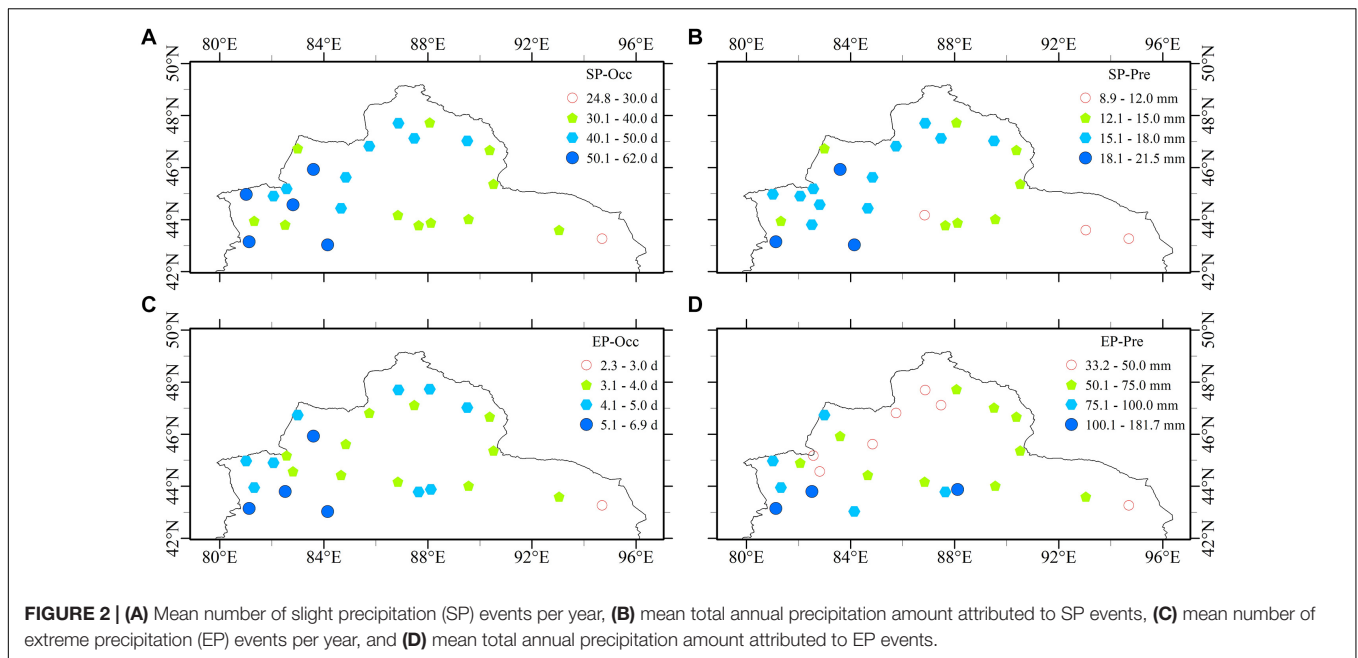 A
80°E 84°E 88°E 92°E 96°E
50°N
48°N
46°N
44°N
42°N
SP-Occ
24.8 - 30.0 d
30.1 - 40.0 d
40.1 - 50.0 d
50.1 - 62.0 d
B
80°E 84°E 88°E 92°E 96°E
50°N
48°N
46°N
44°N
42°N
SP-Pre
8.9 - 12.0 mm
12.1 - 15.0 mm
15.1 - 18.0 mm
18.1 - 21.5 mm
C
50°N
48°N
46°N
44°N
42°N
EP-Occ
2.3 - 3.0 d
3.1 - 4.0 d
4.1 - 5.0 d
5.1 - 6.9 d
80°E 84°E 88°E 92°E 96°E
D
50°N
48°N
46°N
44°N
42°N
EP-Pre
33.2 - 50.0 mm
50.1 - 75.0 mm
75.1 - 100.0 mm
100.1 - 181.7 mm
80°E 84°E 88°E 92°E 96°E
FIGURE 2 | (A) Mean number of slight precipitation (SP) events per year, (B) mean total annual precipitation amount attributed to SP events, (C) mean number of
extreme precipitation (EP) events per year, and (D) mean total annual precipitation amount attributed to EP events.